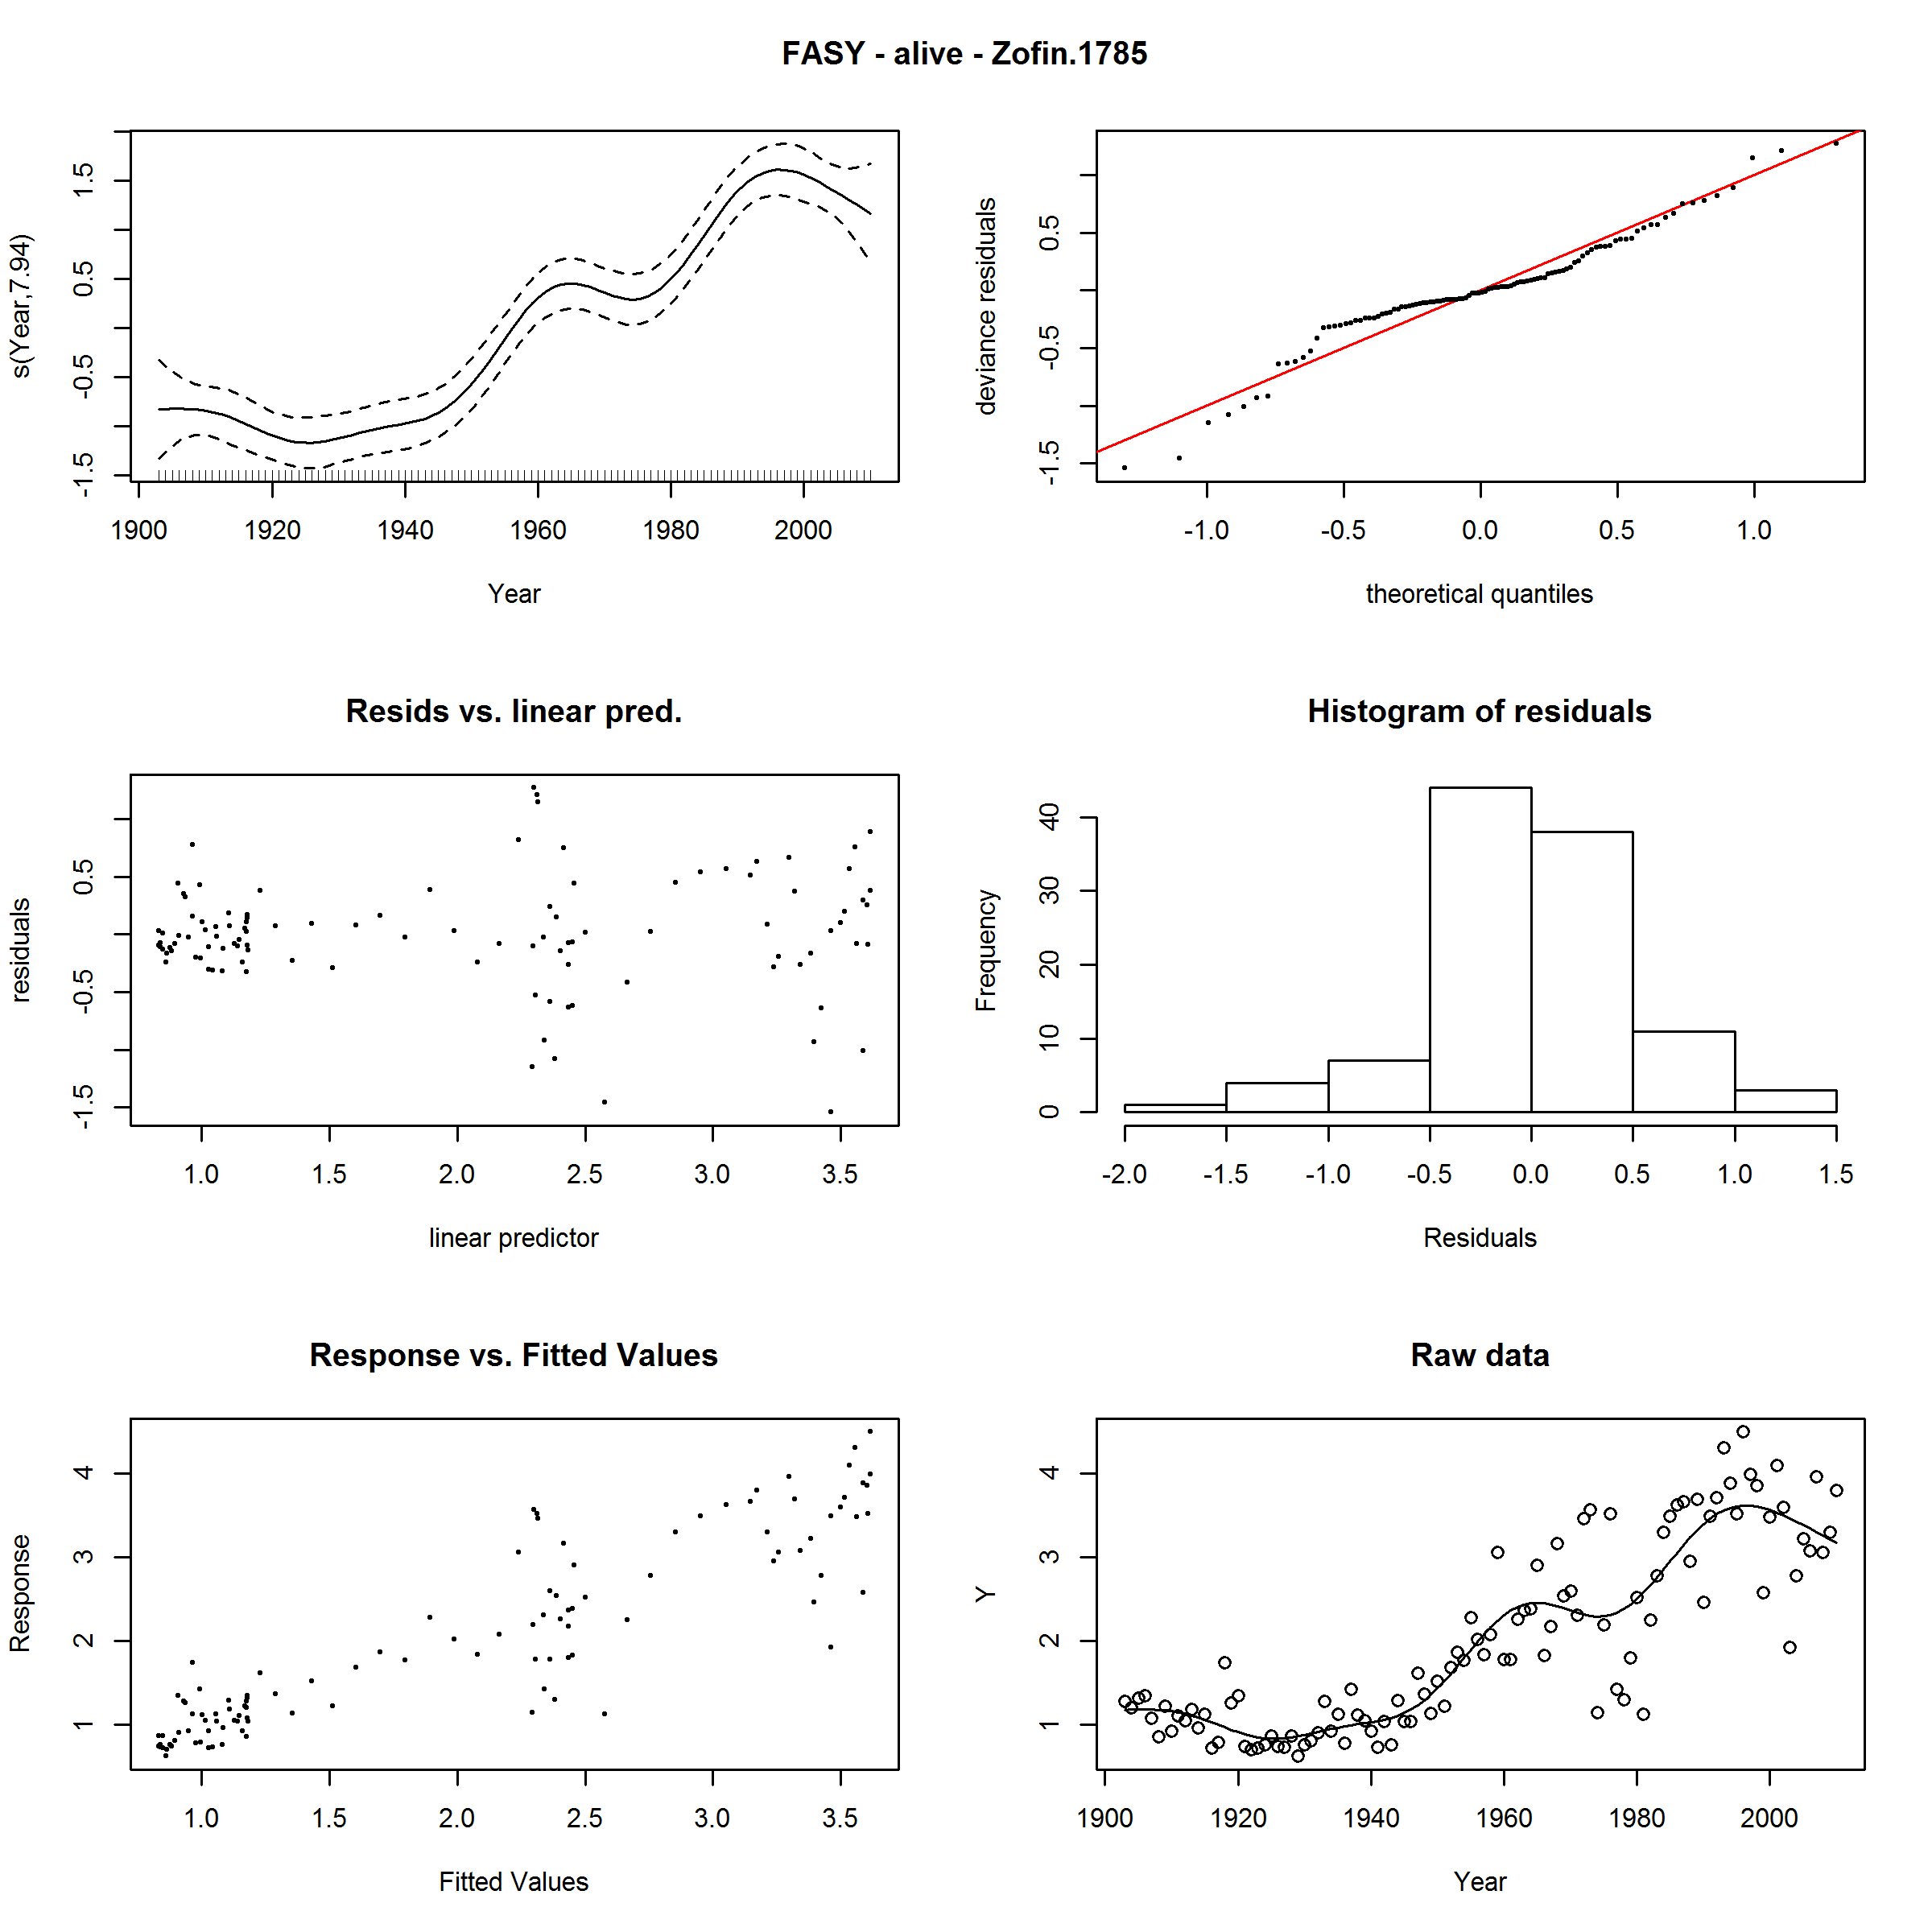 FASY - alive - Zofin.1785
s(Year,7.94)
-1.5 -0.5 0.5 1.5
1900 1920 1940 1960 1980 2000
Year
deviance residuals
-1.5 -0.5 0.5
-1.0 -0.5 0.0 0.5 1.0
theoretical quantiles
Resids vs. linear pred.
residuals
-1.5 -0.5 0.5
1.0 1.5 2.0 2.5 3.0 3.5
linear predictor
Histogram of residuals
Frequency
0 10 20 30 40
-2.0 -1.5 -1.0 -0.5 0.0 0.5 1.0 1.5
Residuals
Response vs. Fitted Values
Response
1 2 3 4
1.0 1.5 2.0 2.5 3.0 3.5
Fitted Values
Raw data
Y
1 2 3 4
1900 1920 1940 1960 1980 2000
Year